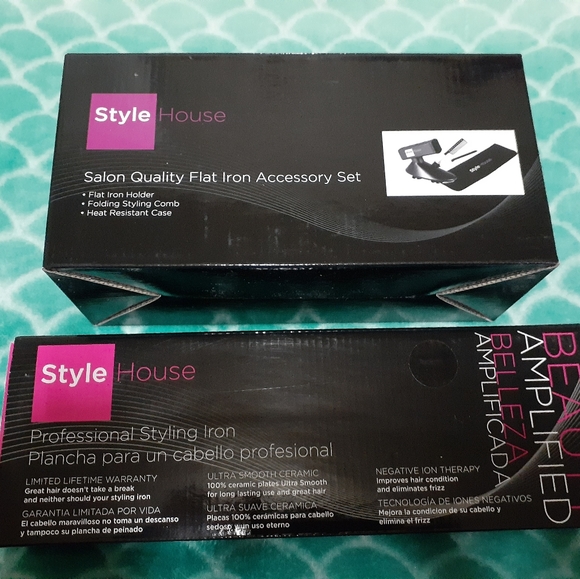 Style House
Salon Quality Flat Iron Accessory Set
• Flat Iron Holder
• Folding Styling Comb
• Heat Resistant Case
Style House
Professional Styling Iron
Plancha para un cabello profesional
LIMITED LIFETIME WARRANTY
Great hair doesn't take a break
and neither should your styling iron
GARANTIA LIMITADA POR VIDA
El cabello maravilloso no toma un descanso
y tampoco su plancha de peinado
ULTRA SMOOTH CERAMIC
100% ceramic plates Ultra Smooth
for long lasting use and great hair
ULTRA SUAVE CERAMICA
Placas 100% cerámicas para cabello
sedoso y un uso eterno
NEGATIVE ION THERAPY
Improves hair condition
and eliminates frizz
TECNOLOGÍA DE IONES NEGATIVOS
Mejora la condicion de su cabello y
elimina el frizz
AMPLIFIED
BELLEZA
AMPLIFICADA